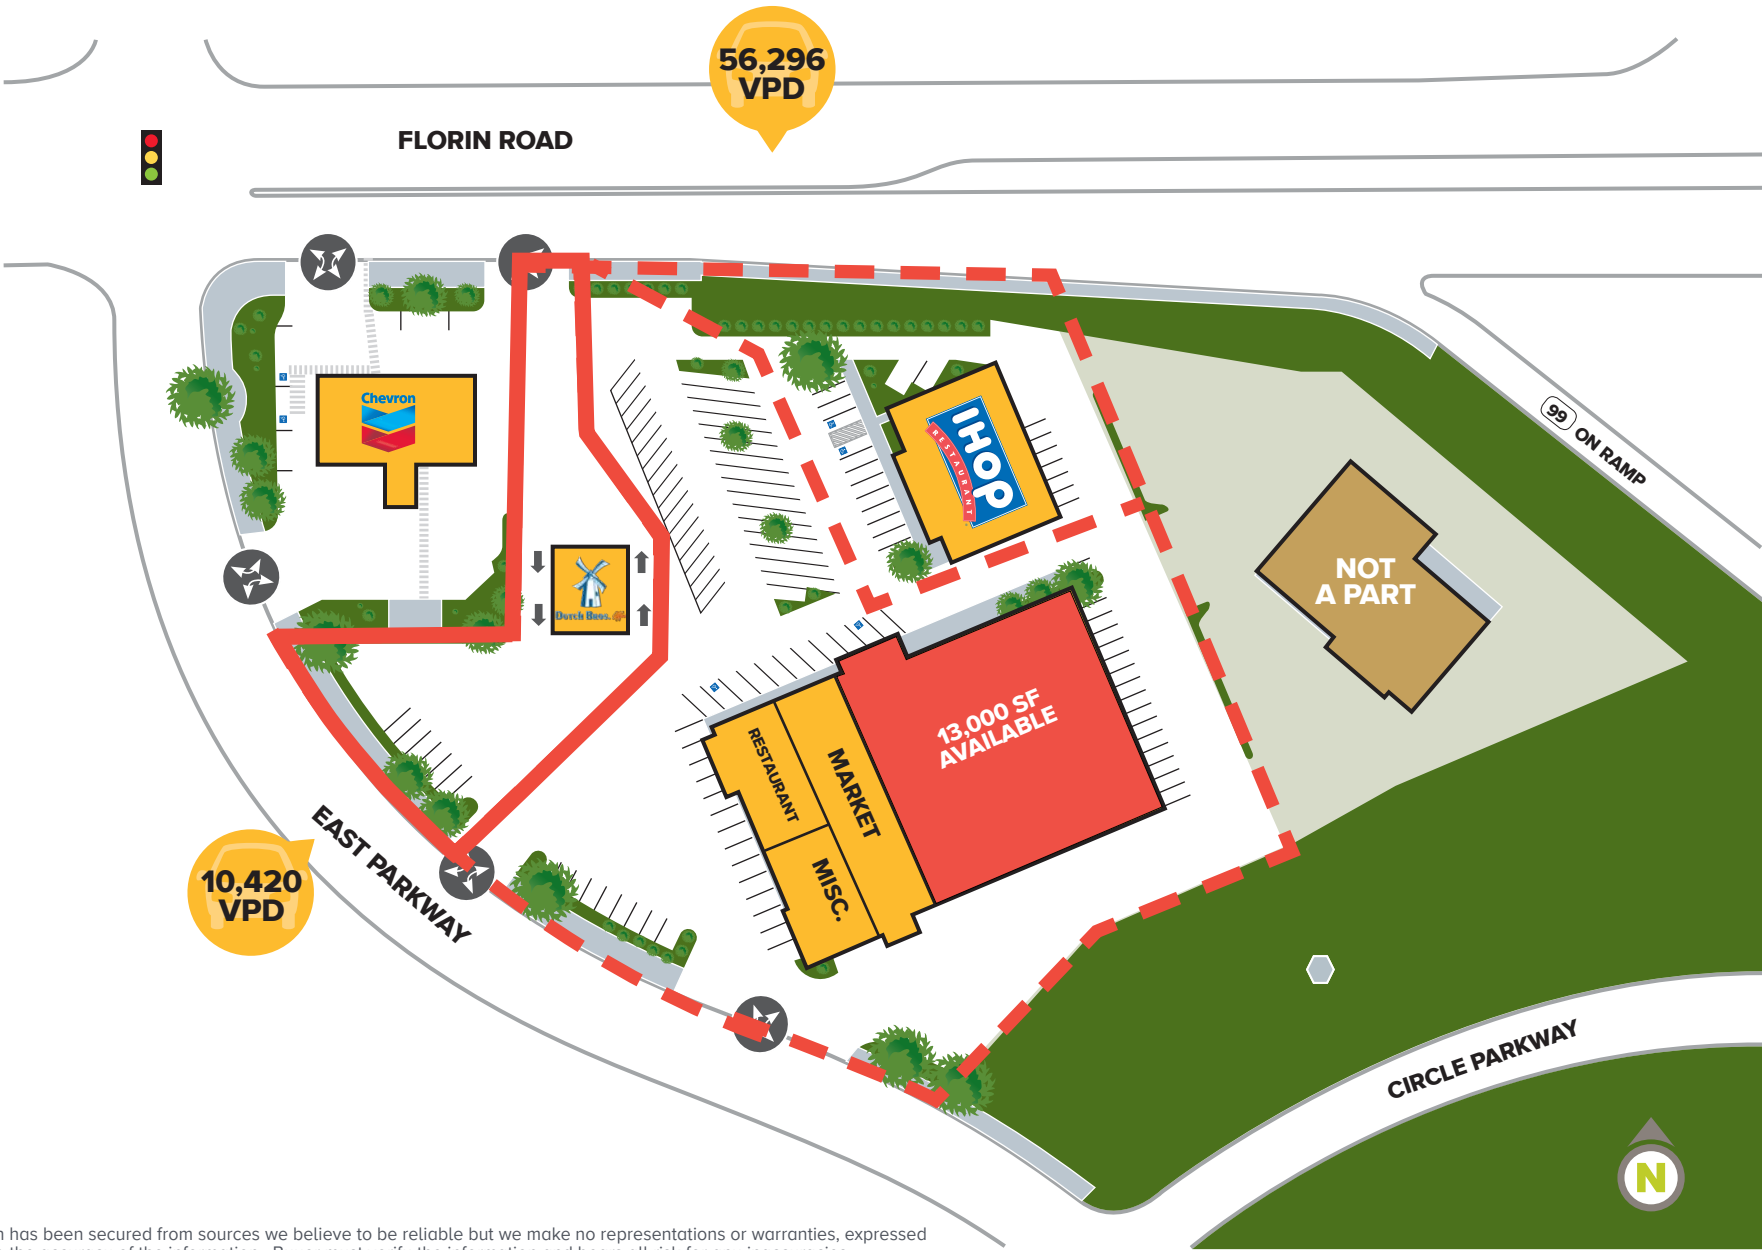 56,296
VPD
FLORIN ROAD
Chevron
IHOP
RESTAURANT
99 ON RAMP
NOT
A PART
Dutch Bros.
13,000 SF
AVAILABLE
RESTAURANT
MARKET
MISC.
10,420
VPD
EAST PARKWAY
CIRCLE PARKWAY
N
has been secured from sources we believe to be reliable but we make no representations or warranties, expressed